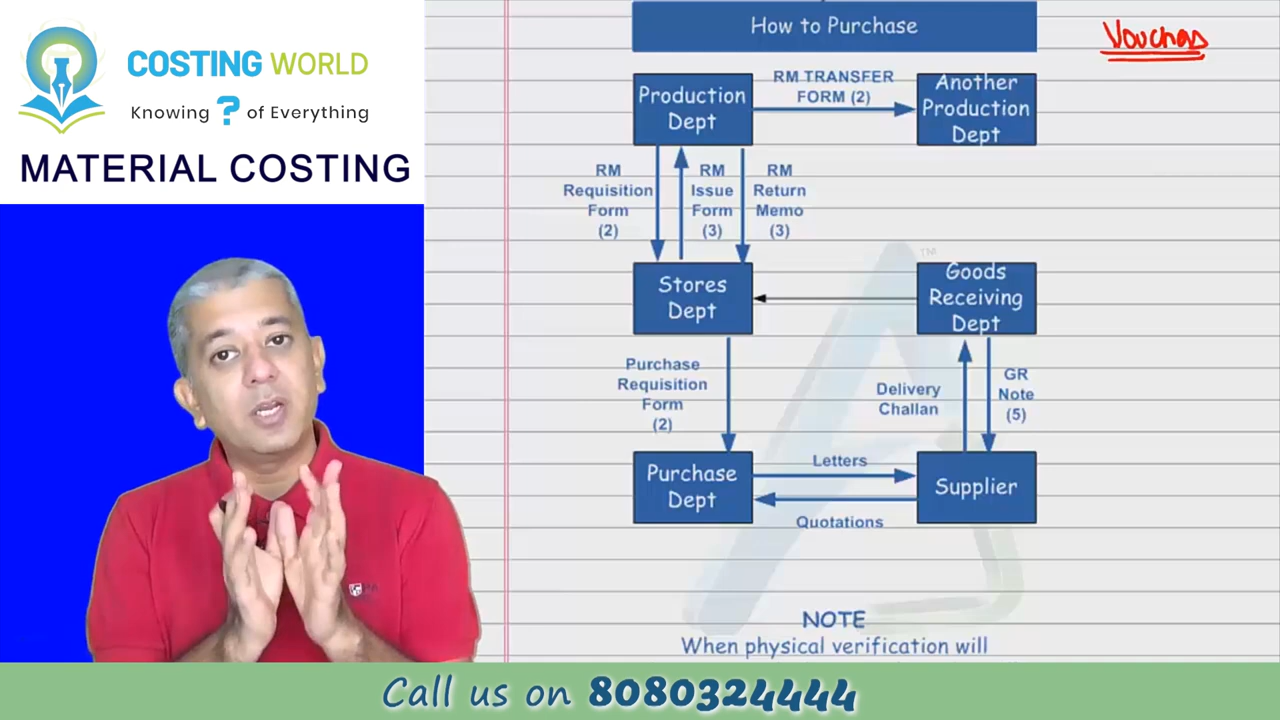 COSTING WORLD
Knowing ? of Everything
MATERIAL COSTING
How to Purchase
Vouchas
Production
Dept
RM TRANSFER
FORM (2)
Another
Production
Dept
RM
Requisition
Form
(2)
RM
Issue
Form
(3)
RM
Return
Memo
(3)
TM
Stores
Dept
Goods
Receiving
Dept
Purchase
Requisition
Form
(2)
Delivery
Challan
GR
Note
(5)
Purchase
Dept
Letters
Quotations
Supplier
NOTE
When physical verification will
Call us on 8080324444